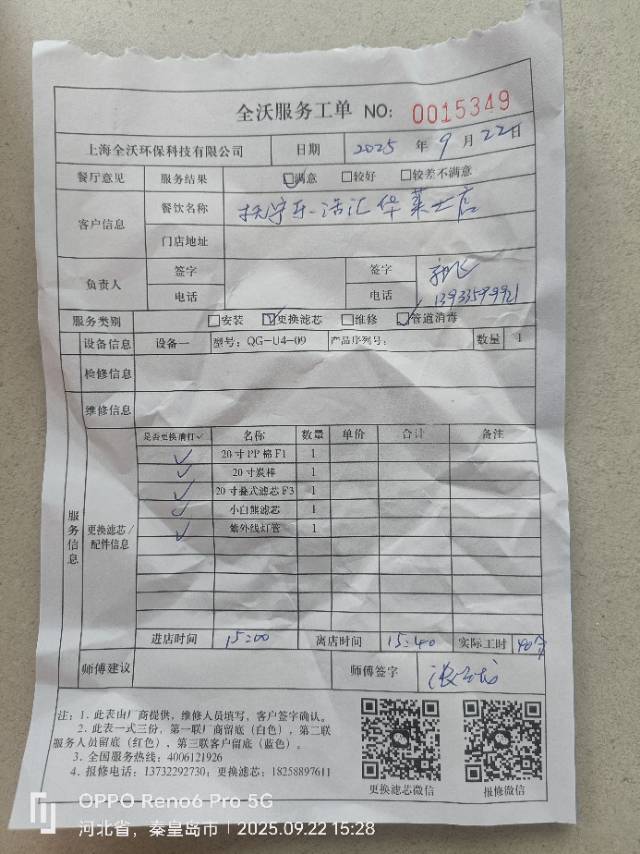 全沃服务工单 NO: 0015349
上海全沃环保科技有限公司 日期 2025 年 9 月 22 日
餐厅意见 服务结果 ☑满意 □较好 □较差不满意
客户信息 餐饮名称 抚宁乐活汇华莱士店
门店地址
负责人 签字 签字
电话 电话 13933599921
服务类别 □安装 ☑更换滤芯 □维修 ☑管道消毒
设备信息 设备一 型号: QG-U4-09 产品序列号: 数量 1
检修信息
维修信息
服务信息
更换滤芯/配件信息
是否更换请打✓ 名称 数量 单价 合计 备注
✓ 20寸PP棉F1 1
✓ 20寸炭棒 1
✓ 20寸叠式滤芯F3 1
✓ 小白熊滤芯 1
✓ 紫外线灯管 1
进店时间 15:00 离店时间 15:40 实际工时 40分
师傅建议 师傅签字
注: 1、此表由厂商提供，维修人员填写，客户签字确认。
2、此表一式三份，第一联厂商留底（白色），第二联
服务人员留底（红色），第三联客户留底（蓝色）。
3、全国服务热线: 4006121926
4、报修电话: 13732292730; 更换滤芯: 18258897611
更换滤芯微信 报修微信
OPPO Reno6 Pro 5G
河北省，秦皇岛市 | 2025.09.22 15:28